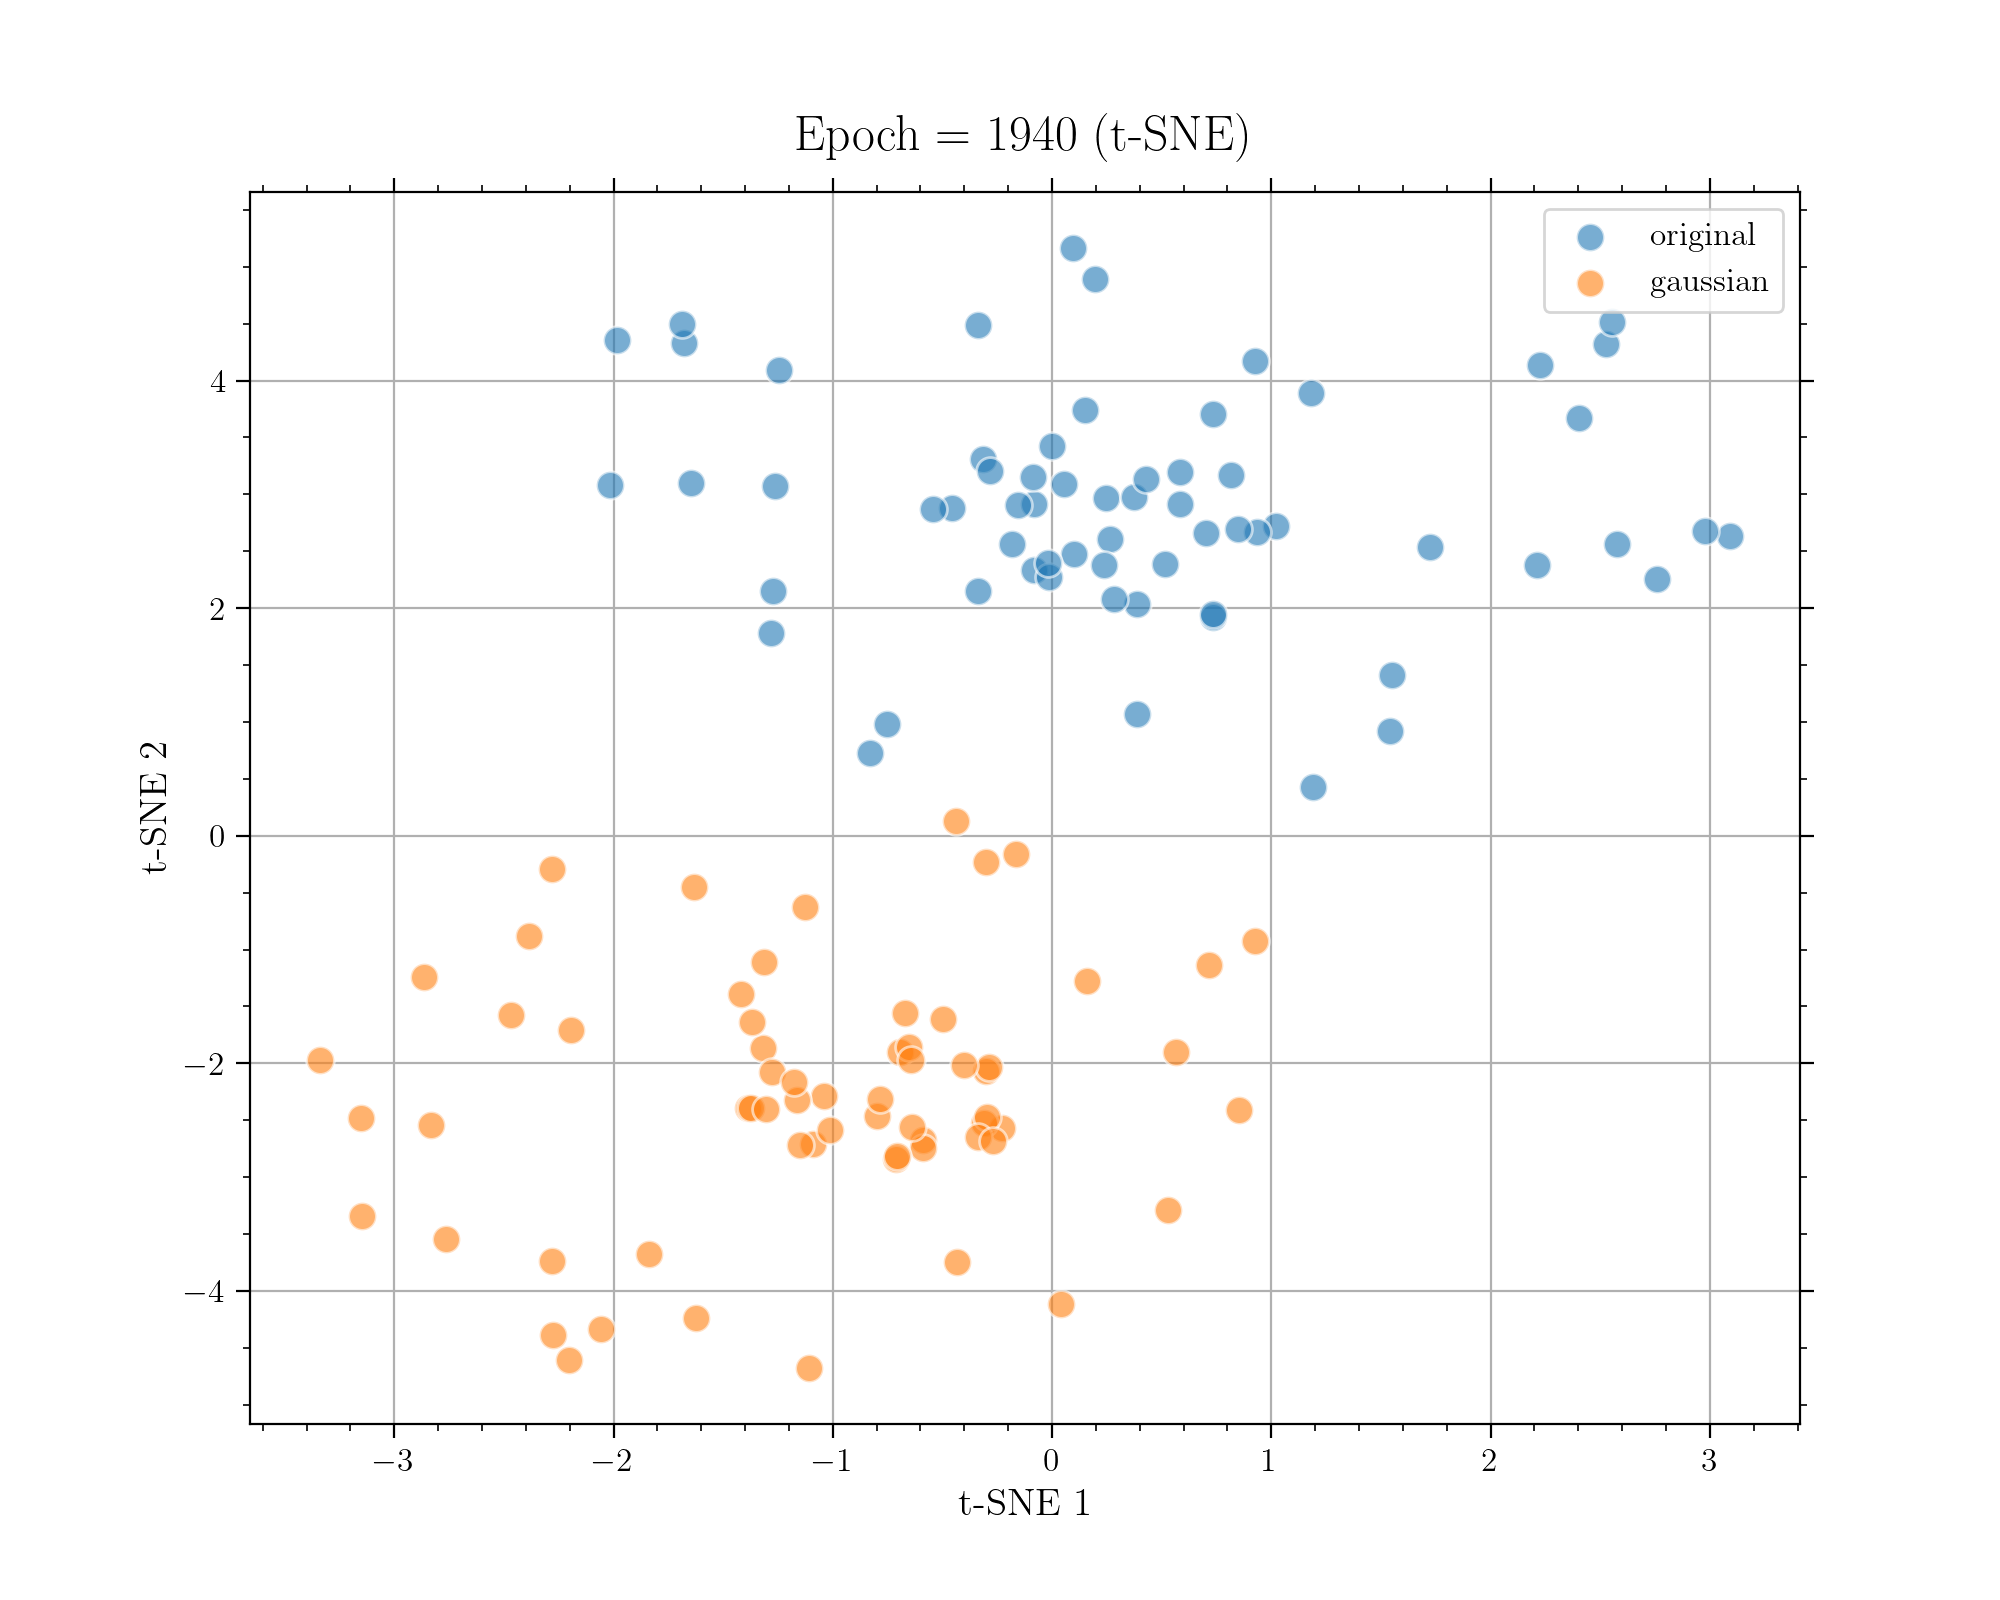 Epoch = 1940 (t-SNE)
original
gaussian
4
2
0
−2
−4
t-SNE 2
−3
−2
−1
0
1
2
3
t-SNE 1